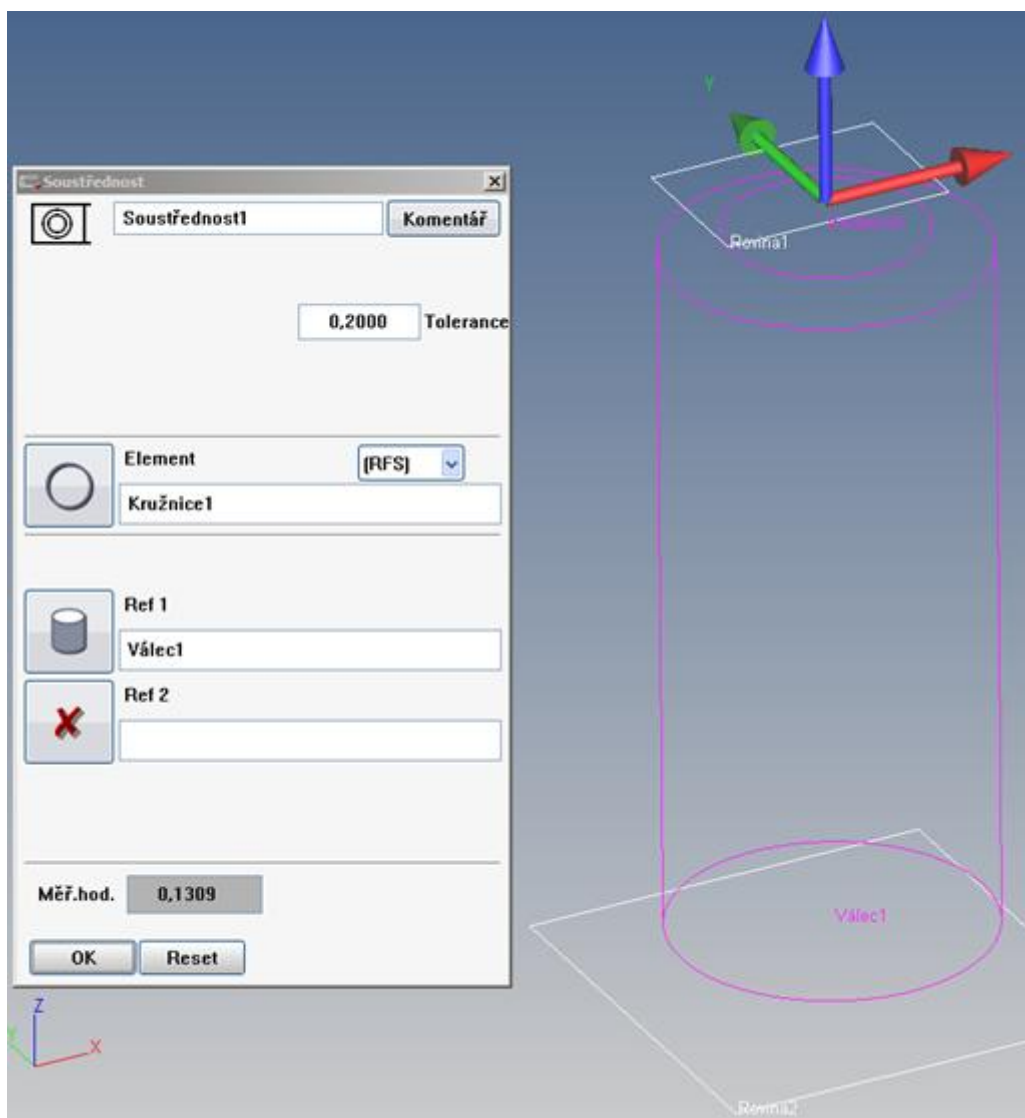 Soustřednost
Soustřednost1
Komentář
0,2000 Tolerance
Element
(RFS)
Kružnice1
Ref 1
Válec1
Ref 2
Měř.hod. 0,1309
OK
Reset
Y
Rovina1
Válec1
Rovina2
Z
Y
X